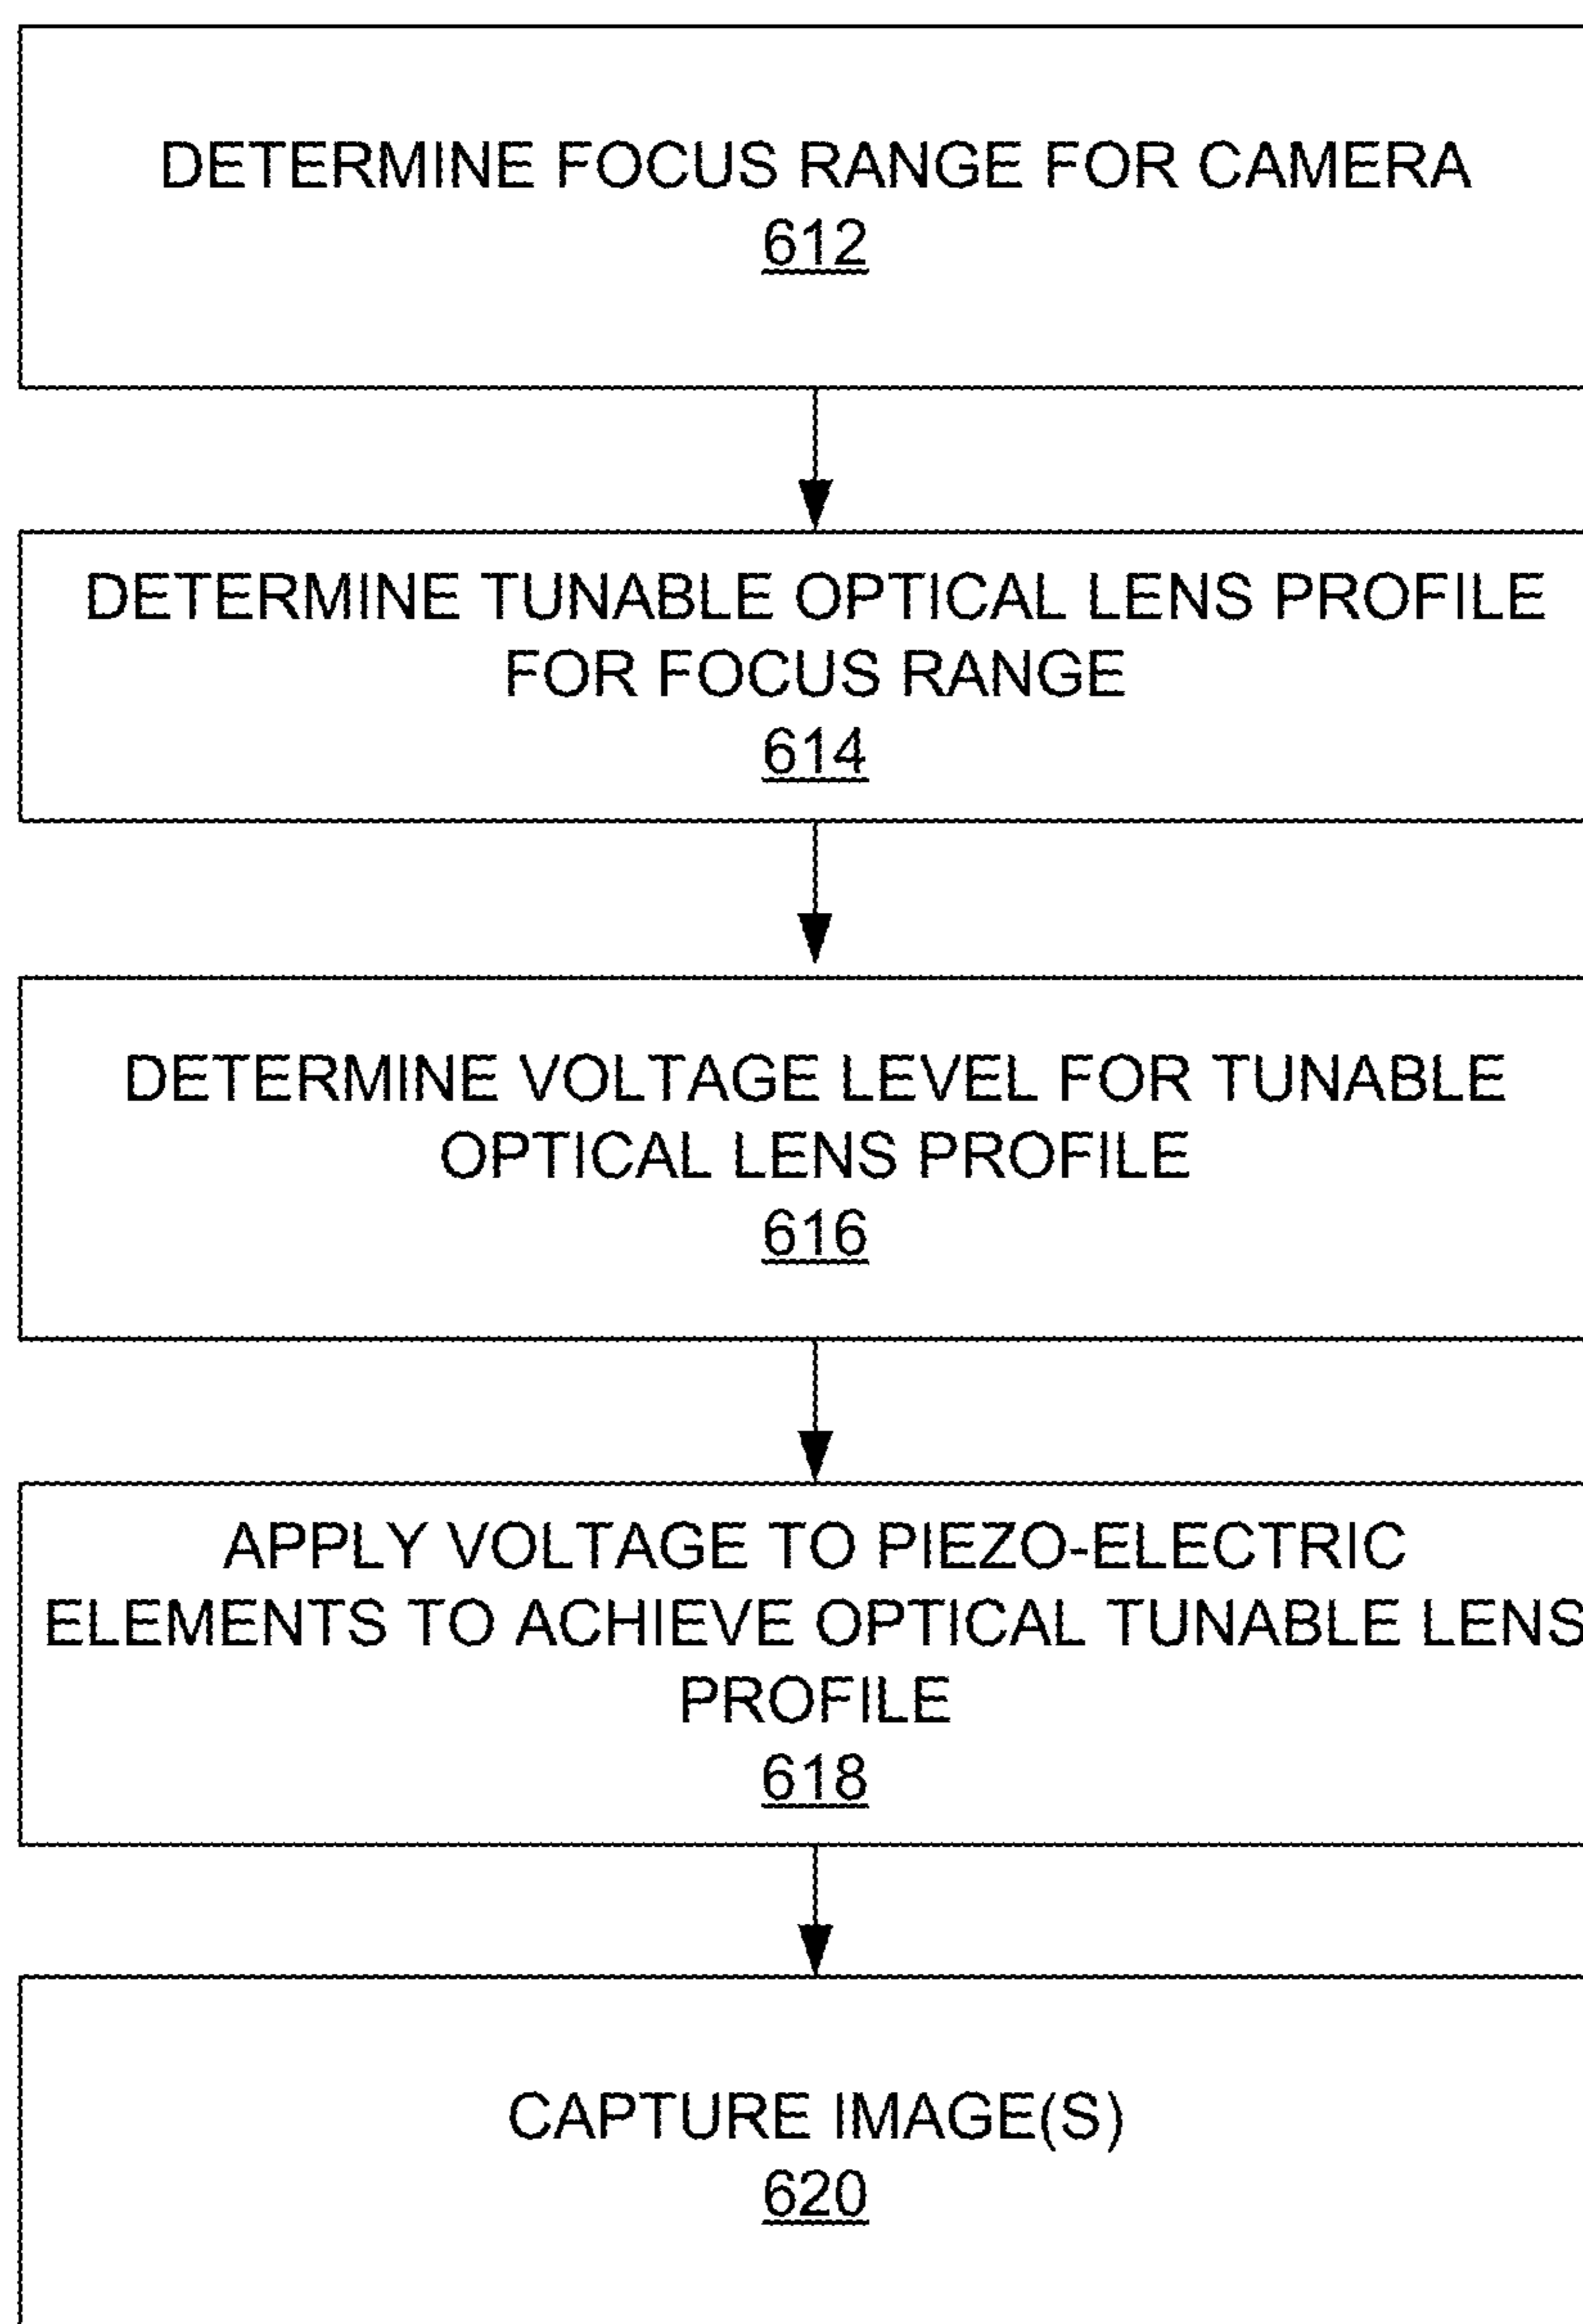 DETERMINE FOCUS RANGE FOR CAMERA
612
DETERMINE TUNABLE OPTICAL LENS PROFILE
FOR FOCUS RANGE
614
DETERMINE VOLTAGE LEVEL FOR TUNABLE
OPTICAL LENS PROFILE
616
APPLY VOLTAGE TO PIEZO-ELECTRIC
ELEMENTS TO ACHIEVE OPTICAL TUNABLE LENS
PROFILE
618
CAPTURE IMAGE(S)
620